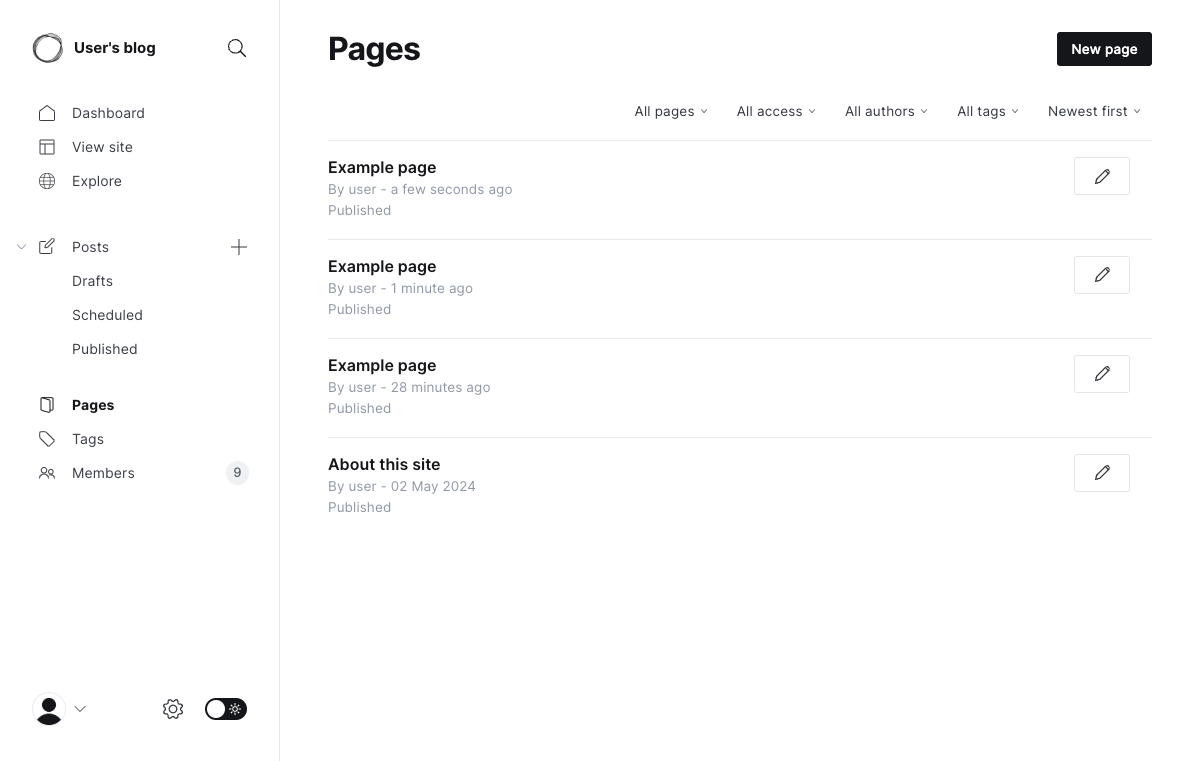 User's blog
Dashboard
View site
Explore
Posts
Drafts
Scheduled
Published
Pages
Tags
Members 9
Pages
New page
All pages All access All authors All tags Newest first
Example page
By user - a few seconds ago
Published
Example page
By user - 1 minute ago
Published
Example page
By user - 28 minutes ago
Published
About this site
By user - 02 May 2024
Published